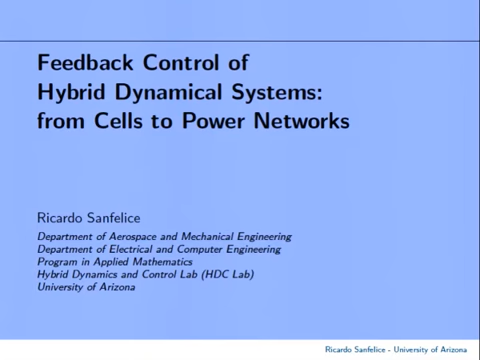 Feedback Control of
Hybrid Dynamical Systems:
from Cells to Power Networks
Ricardo Sanfelice
Department of Aerospace and Mechanical Engineering
Department of Electrical and Computer Engineering
Program in Applied Mathematics
Hybrid Dynamics and Control Lab (HDC Lab)
University of Arizona
Ricardo Sanfelice - University of Arizona